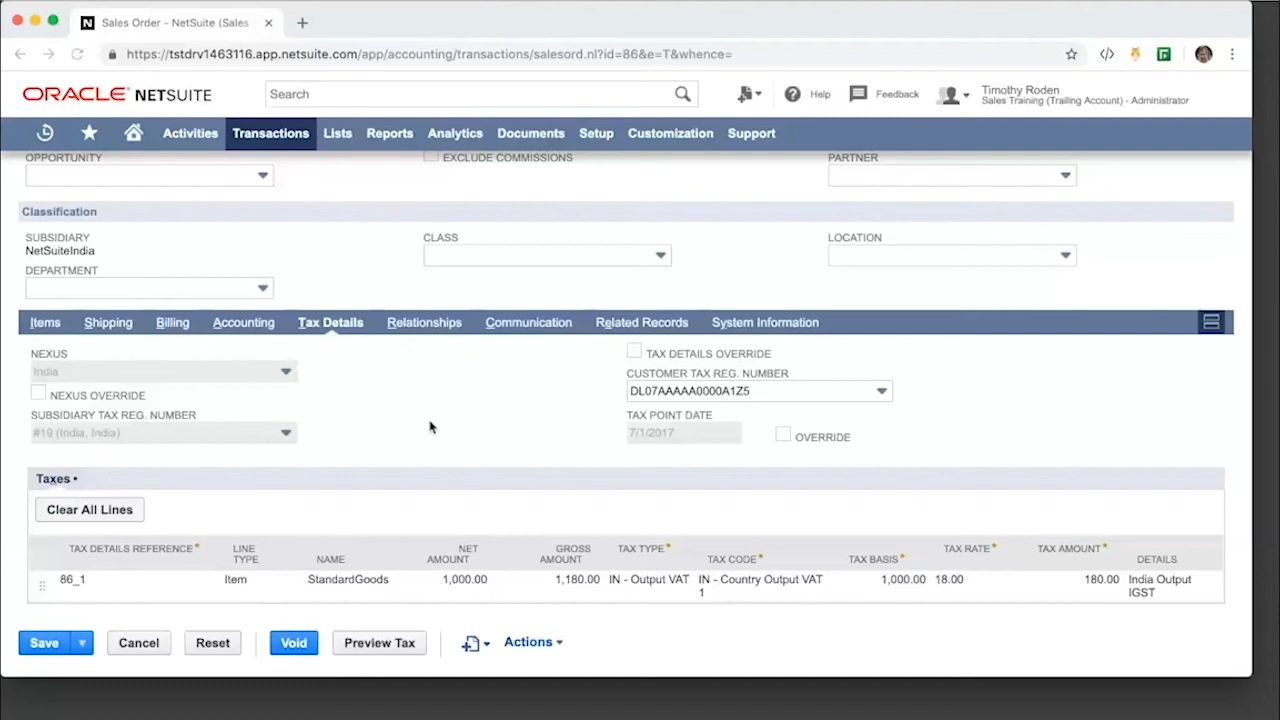 Sales Order - NetSuite (Sales
https://tstdrv1463116.app.netsuite.com/app/accounting/transactions/salesord.nl?id=86&e=T&whence=
ORACLE NETSUITE
Search
Help
Feedback
Timothy Roden
Sales Training (Trailing Account) - Administrator
Activities Transactions Lists Reports Analytics Documents Setup Customization Support
OPPORTUNITY
EXCLUDE COMMISSIONS
PARTNER
Classification
SUBSIDIARY
NetSuiteIndia
CLASS
LOCATION
DEPARTMENT
Items Shipping Billing Accounting Tax Details Relationships Communication Related Records System Information
NEXUS
India
NEXUS OVERRIDE
SUBSIDIARY TAX REG. NUMBER
#19 (India, India)
TAX DETAILS OVERRIDE
CUSTOMER TAX REG. NUMBER
DL07AAAAA0000A1Z5
TAX POINT DATE
7/1/2017
OVERRIDE
Taxes •
Clear All Lines
TAX DETAILS REFERENCE* LINE TYPE NAME NET AMOUNT GROSS AMOUNT TAX TYPE* TAX CODE* TAX BASIS* TAX RATE* TAX AMOUNT* DETAILS
86_1 Item StandardGoods 1,000.00 1,180.00 IN - Output VAT IN - Country Output VAT 1 1,000.00 18.00 180.00 India Output IGST
Save Cancel Reset Void Preview Tax Actions